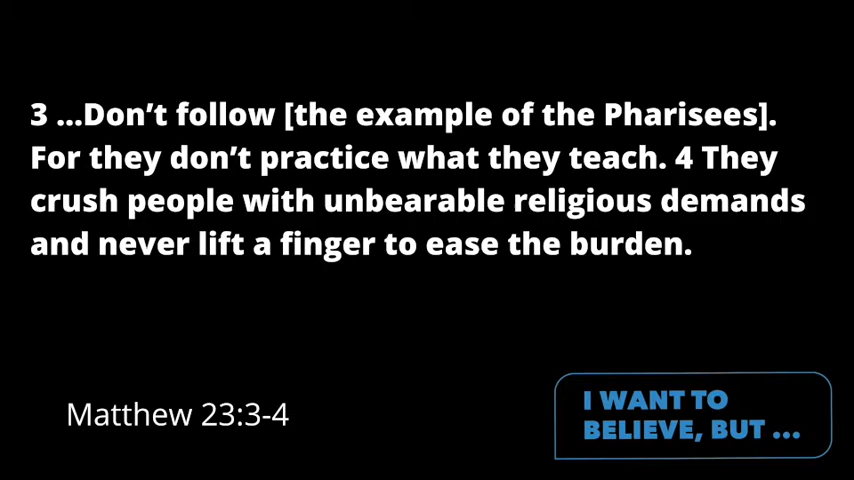 3 ...Don’t follow [the example of the Pharisees].
For they don’t practice what they teach. 4 They
crush people with unbearable religious demands
and never lift a finger to ease the burden.
Matthew 23:3-4
I WANT TO
BELIEVE, BUT ...